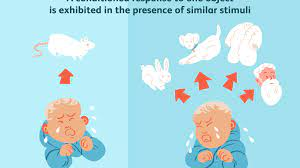 A conditioned response to one object
is exhibited in the presence of similar stimuli